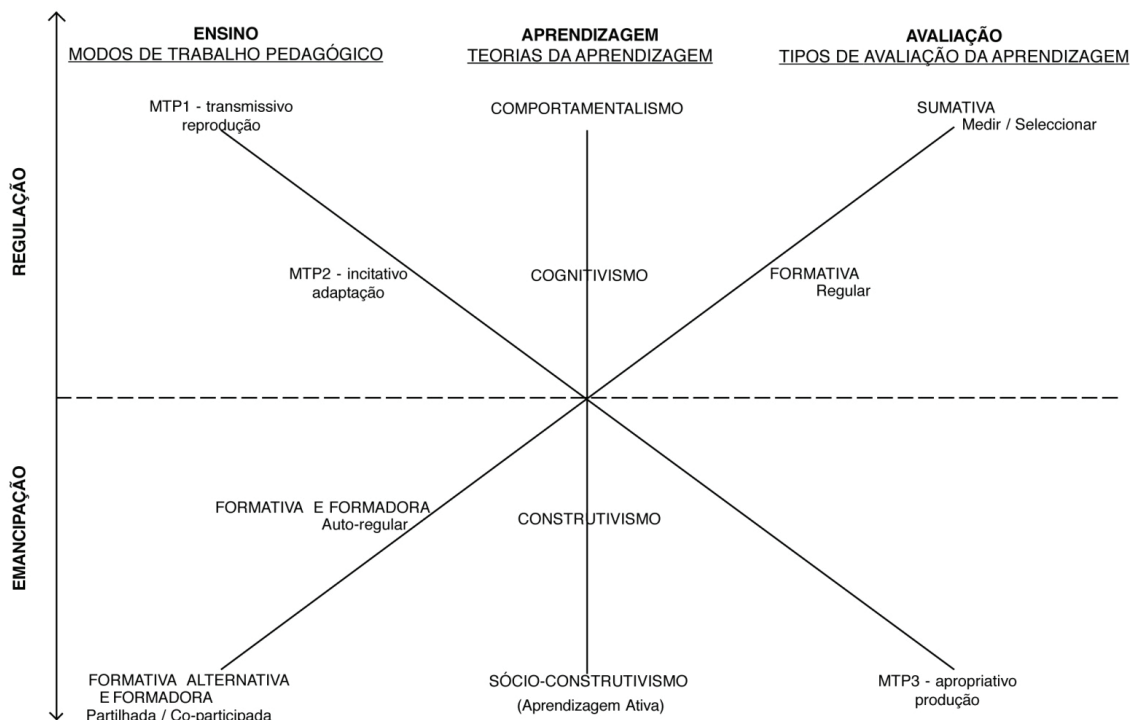 ENSINO
MODOS DE TRABALHO PEDAGÓGICO
APRENDIZAGEM
TEORIAS DA APRENDIZAGEM
AVALIAÇÃO
TIPOS DE AVALIAÇÃO DA APRENDIZAGEM
REGULAÇÃO
MTP1 - transmissivo
reprodução
COMPORTAMENTALISMO
SUMATIVA
Medir / Seleccionar
MTP2 - incitativo
adaptação
COGNITIVISMO
FORMATIVA
Regular
EMANCIPAÇÃO
FORMATIVA E FORMADORA
Auto-regular
CONSTRUTIVISMO
FORMATIVA ALTERNATIVA
E FORMADORA
Partilhada / Co-participada
SÓCIO-CONSTRUTIVISMO
(Aprendizagem Ativa)
MTP3 - apropriativo
produção